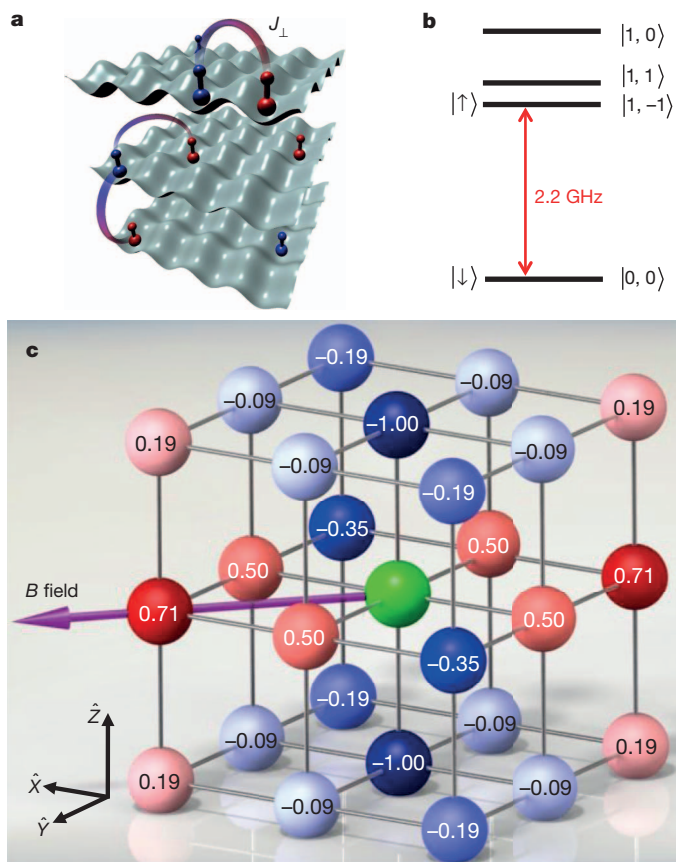 a
J⊥
b
|1, 0⟩
|1, 1⟩
|↑⟩ |1, −1⟩
2.2 GHz
|↓⟩ |0, 0⟩
c
−0.19
−0.09 −0.09
0.19 −1.00 0.19
−0.09 −0.09
−0.19
−0.35
0.50 0.50
B field 0.71 0.71
0.50 0.50
−0.35
−0.19
−0.09 −0.09
0.19 −1.00 0.19
−0.09 −0.09
−0.19
Ẑ
X̂
Ŷ